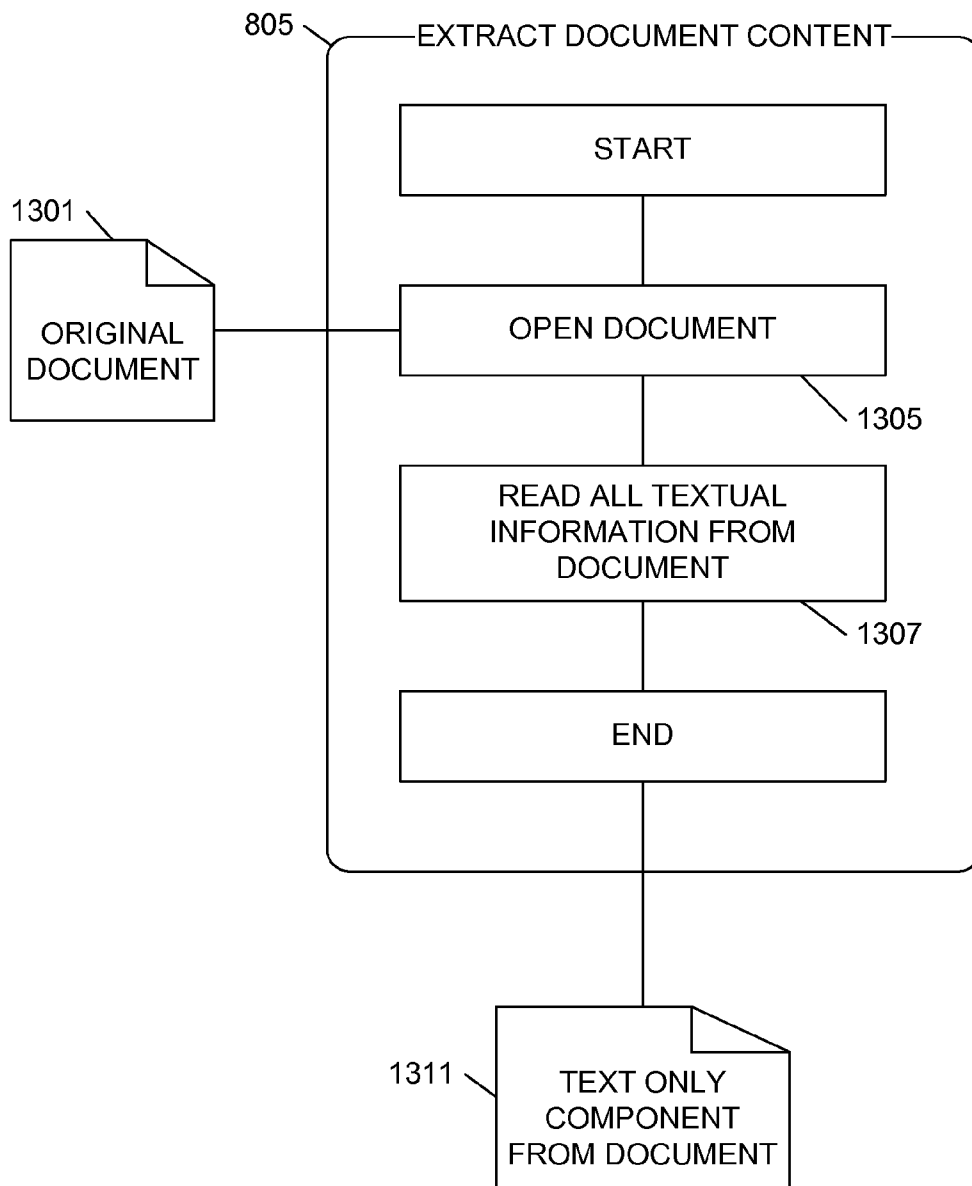 805
EXTRACT DOCUMENT CONTENT
START
1301
ORIGINAL
DOCUMENT
OPEN DOCUMENT
1305
READ ALL TEXTUAL
INFORMATION FROM
DOCUMENT
1307
END
1311
TEXT ONLY
COMPONENT
FROM DOCUMENT